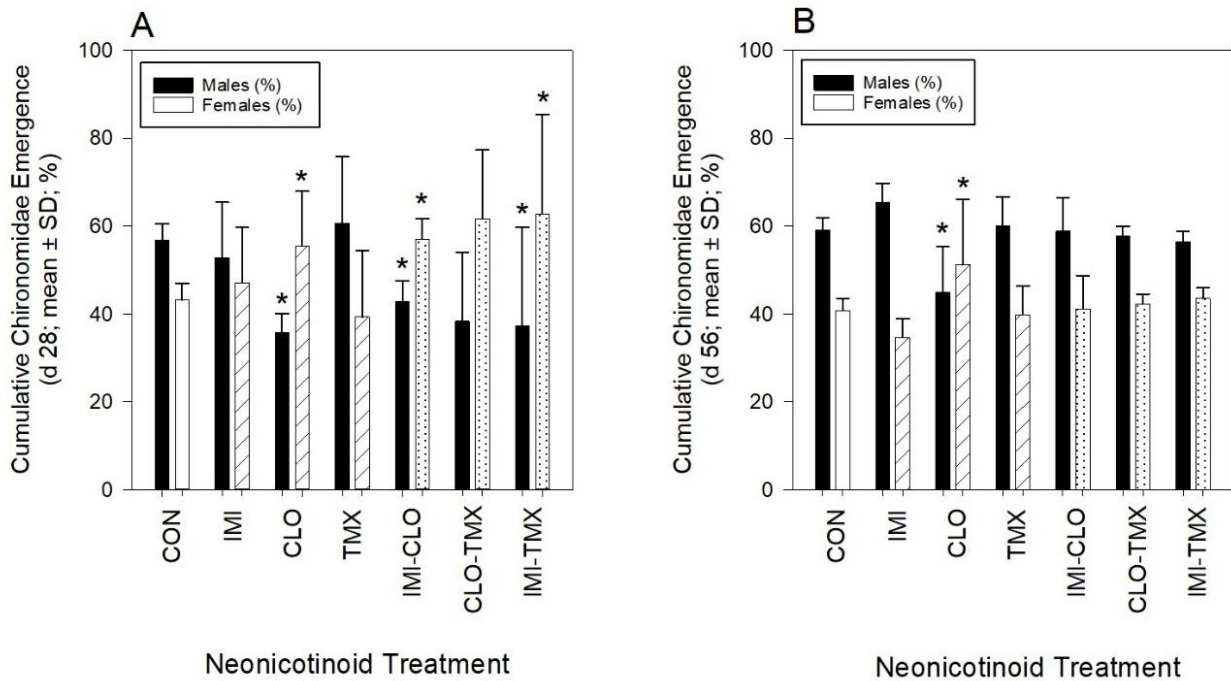 A
Cumulative Chironomidae Emergence
(d 28; mean ± SD; %)
100
80
60
40
20
0
Males (%)
Females (%)
*
*
*
*
*
*
CON
IMI
CLO
TMX
IMI-CLO
CLO-TMX
IMI-TMX
Neonicotinoid Treatment
B
Cumulative Chironomidae Emergence
(d 56; mean ± SD; %)
100
80
60
40
20
0
Males (%)
Females (%)
*
*
CON
IMI
CLO
TMX
IMI-CLO
CLO-TMX
IMI-TMX
Neonicotinoid Treatment